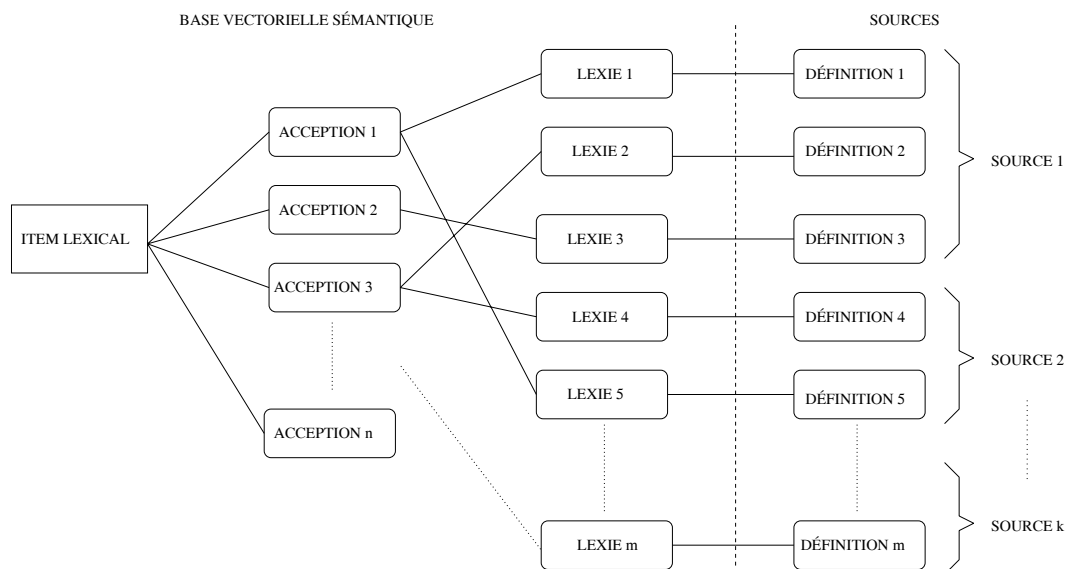 BASE VECTORIELLE SÉMANTIQUE
SOURCES
ITEM LEXICAL
ACCEPTION 1
ACCEPTION 2
ACCEPTION 3
ACCEPTION n
LEXIE 1
LEXIE 2
LEXIE 3
LEXIE 4
LEXIE 5
LEXIE m
DÉFINITION 1
DÉFINITION 2
DÉFINITION 3
DÉFINITION 4
DÉFINITION 5
DÉFINITION m
SOURCE 1
SOURCE 2
SOURCE k